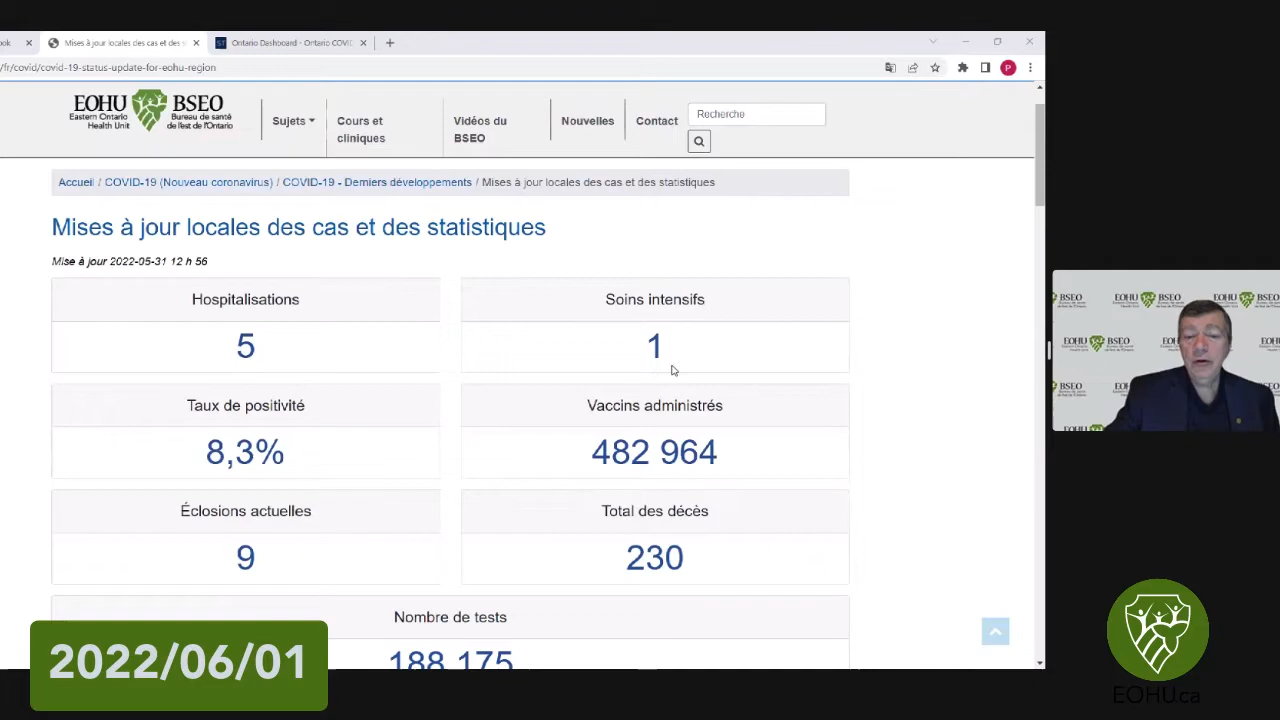 ook
Mises à jour locales des cas et des s
Ontario Dashboard - Ontario COVID
/fr/covid/covid-19-status-update-for-eohu-region
P
EOHU
Eastern Ontario
Health Unit
BSEO
Bureau de santé
de l'est de l'Ontario
Sujets
Cours et
cliniques
Vidéos du
BSEO
Nouvelles
Contact
Recherche
Accueil / COVID-19 (Nouveau coronavirus) / COVID-19 - Derniers développements / Mises à jour locales des cas et des statistiques
Mises à jour locales des cas et des statistiques
Mise à jour 2022-05-31 12 h 56
Hospitalisations
5
Soins intensifs
1
Taux de positivité
8,3%
Vaccins administrés
482 964
Éclosions actuelles
9
Total des décès
230
Nombre de tests
188 175
EOHU BSEO
2022/06/01
EOHU.ca